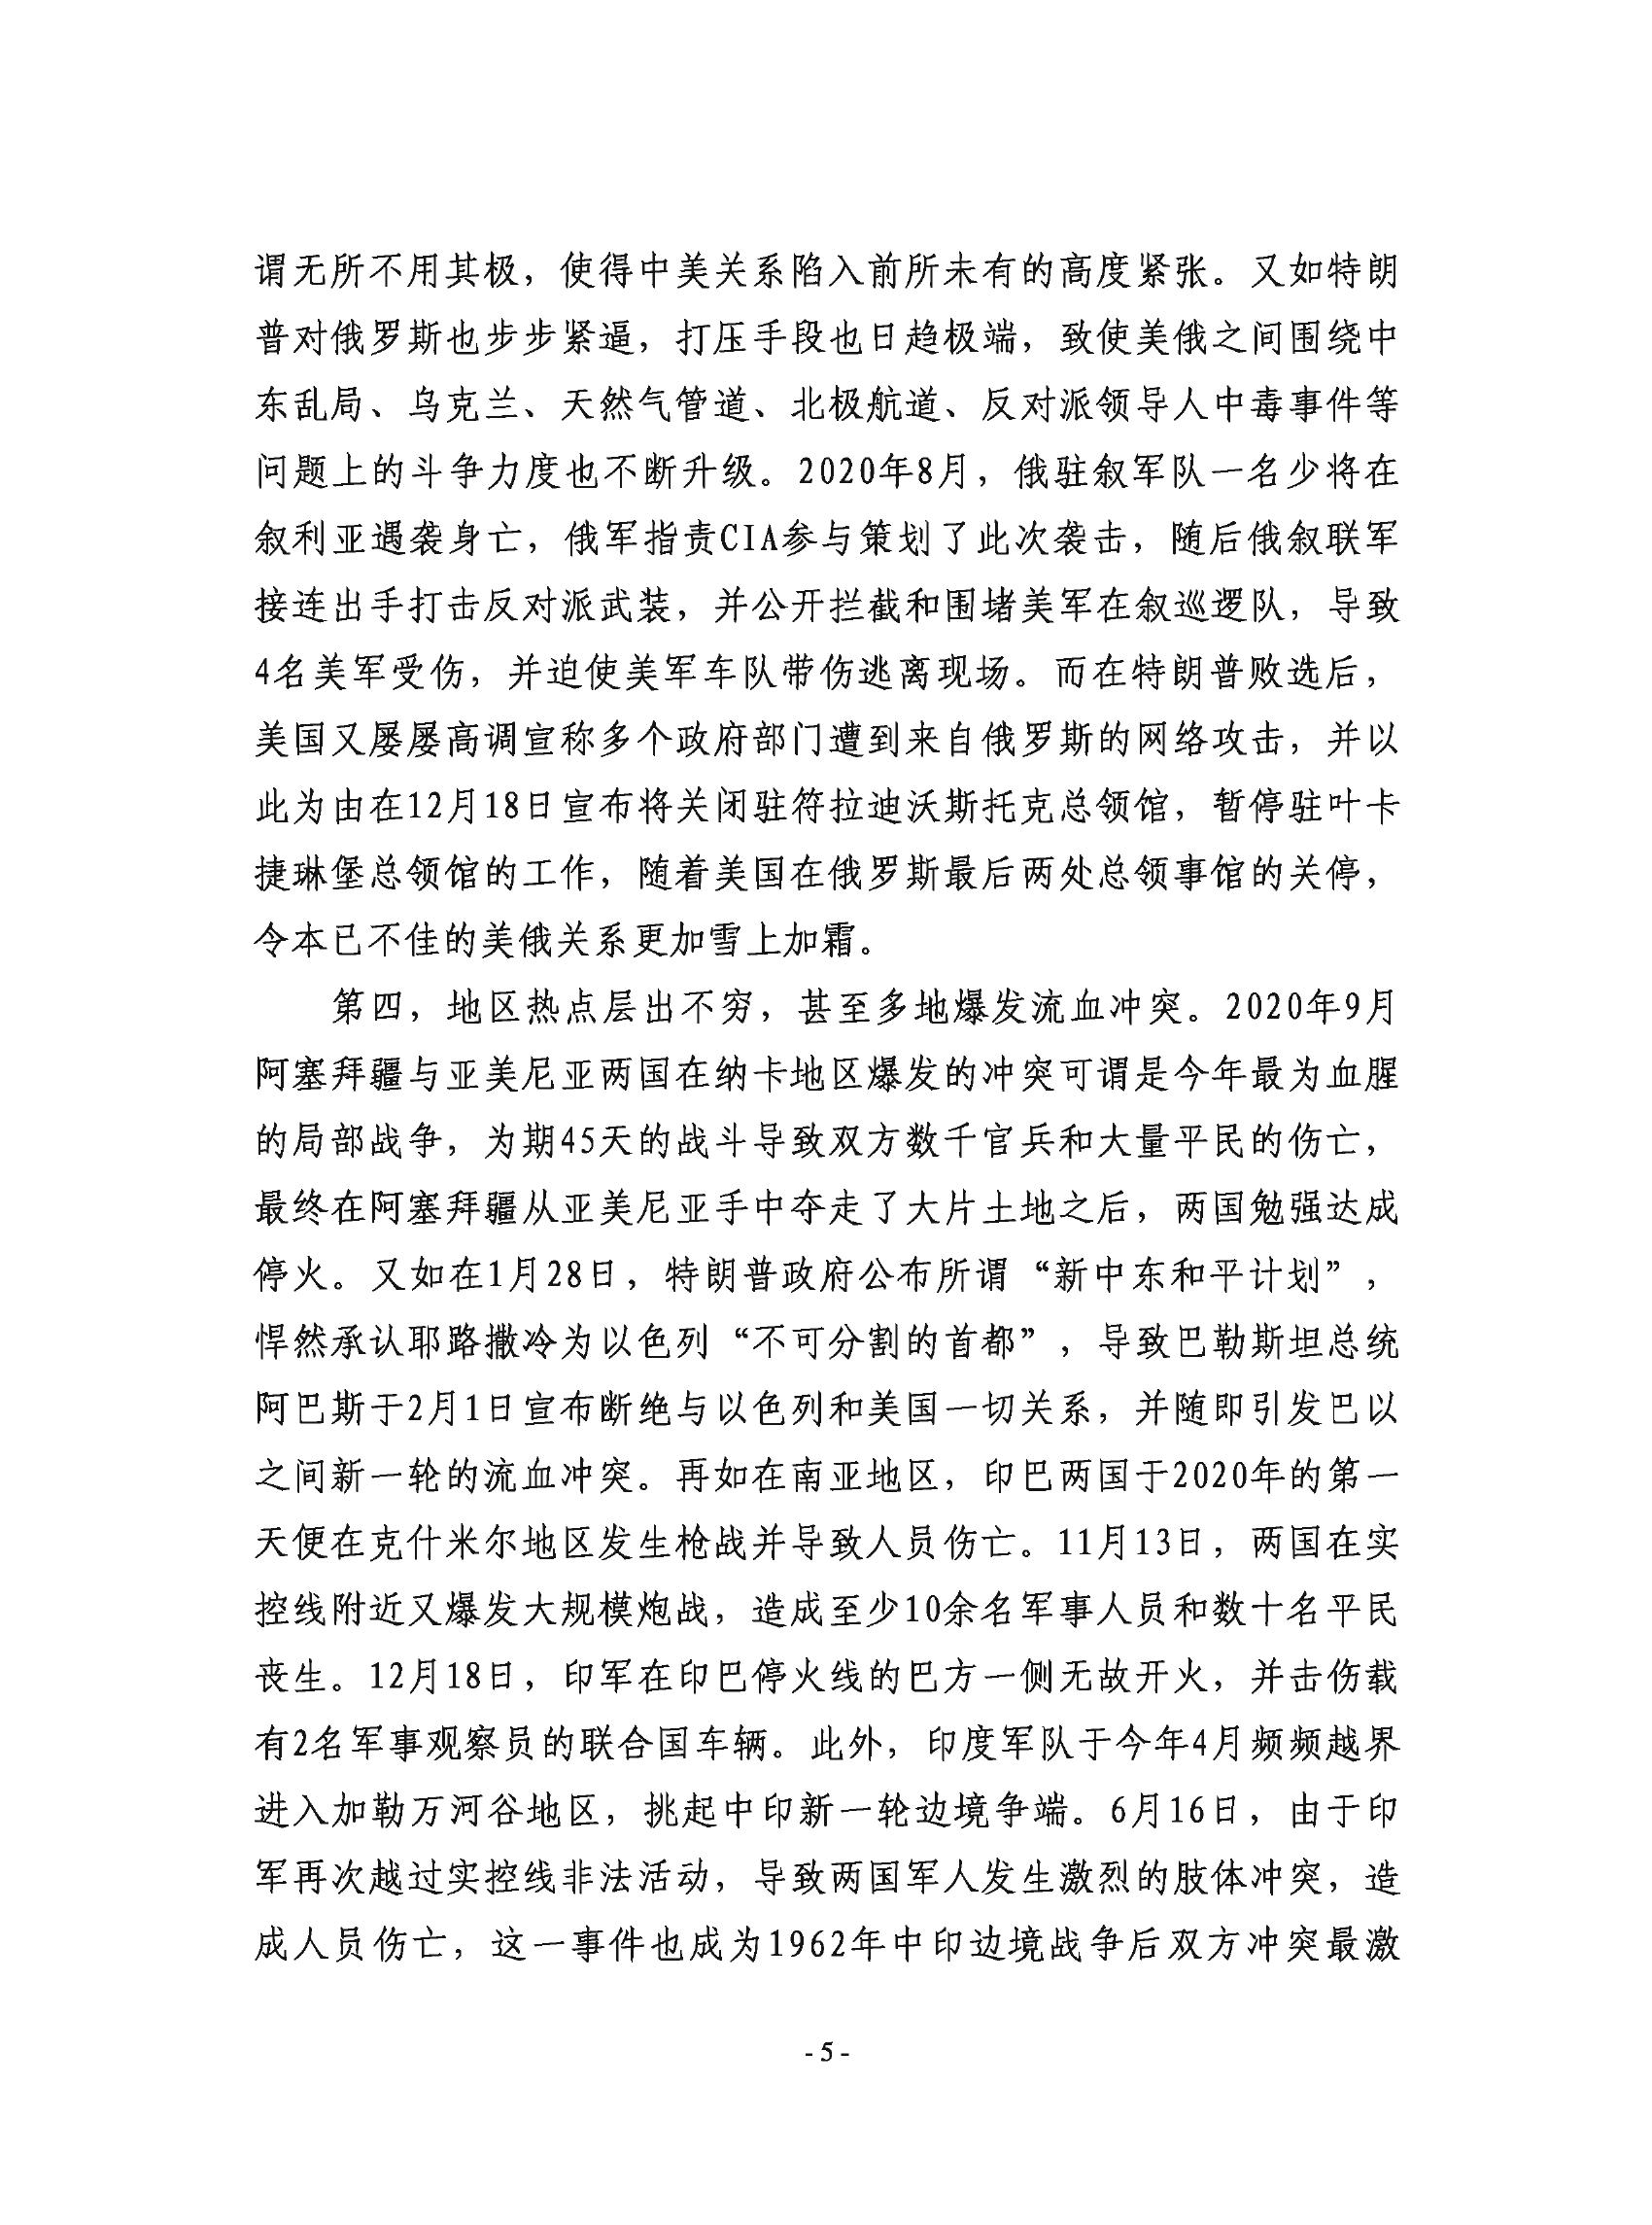 谓无所不用其极，使得中美关系陷入前所未有的高度紧张。又如特朗
普对俄罗斯也步步紧逼，打压手段也日趋极端，致使美俄之间围绕中
东乱局、乌克兰、天然气管道、北极航道、反对派领导人中毒事件等
问题上的斗争力度也不断升级。2020年8月，俄驻叙军队一名少将在
叙利亚遇袭身亡，俄军指责CIA参与策划了此次袭击，随后俄叙联军
接连出手打击反对派武装，并公开拦截和围堵美军在叙巡逻队，导致
4名美军受伤，并迫使美军车队带伤逃离现场。而在特朗普败选后，
美国又屡屡高调宣称多个政府部门遭到来自俄罗斯的网络攻击，并以
此为由在12月18日宣布将关闭驻符拉迪沃斯托克总领馆，暂停驻叶卡
捷琳堡总领馆的工作，随着美国在俄罗斯最后两处总领事馆的关停，
令本已不佳的美俄关系更加雪上加霜。
第四，地区热点层出不穷，甚至多地爆发流血冲突。2020年9月
阿塞拜疆与亚美尼亚两国在纳卡地区爆发的冲突可谓是今年最为血腥
的局部战争，为期45天的战斗导致双方数千官兵和大量平民的伤亡，
最终在阿塞拜疆从亚美尼亚手中夺走了大片土地之后，两国勉强达成
停火。又如在1月28日，特朗普政府公布所谓“新中东和平计划”，
悍然承认耶路撒冷为以色列“不可分割的首都”，导致巴勒斯坦总统
阿巴斯于2月1日宣布断绝与以色列和美国一切关系，并随即引发巴以
之间新一轮的流血冲突。再如在南亚地区，印巴两国于2020年的第一
天便在克什米尔地区发生枪战并导致人员伤亡。11月13日，两国在实
控线附近又爆发大规模炮战，造成至少10余名军事人员和数十名平民
丧生。12月18日，印军在印巴停火线的巴方一侧无故开火，并击伤载
有2名军事观察员的联合国车辆。此外，印度军队于今年4月频频越界
进入加勒万河谷地区，挑起中印新一轮边境争端。6月16日，由于印
军再次越过实控线非法活动，导致两国军人发生激烈的肢体冲突，造
成人员伤亡，这一事件也成为1962年中印边境战争后双方冲突最激
- 5 -